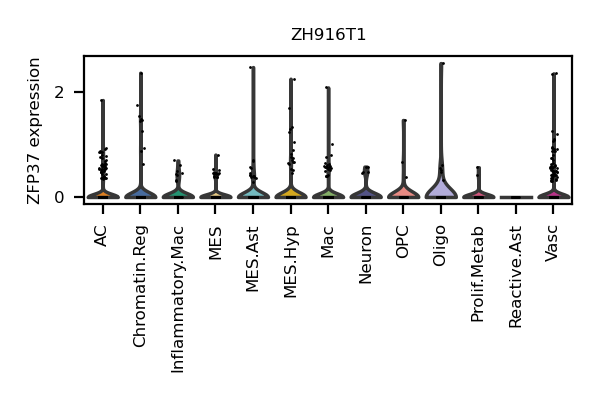 ZH916T1
ZFP37 expression
2
0
AC
Chromatin.Reg
Inflammatory.Mac
MES
MES.Ast
MES.Hyp
Mac
Neuron
OPC
Oligo
Prolif.Metab
Reactive.Ast
Vasc